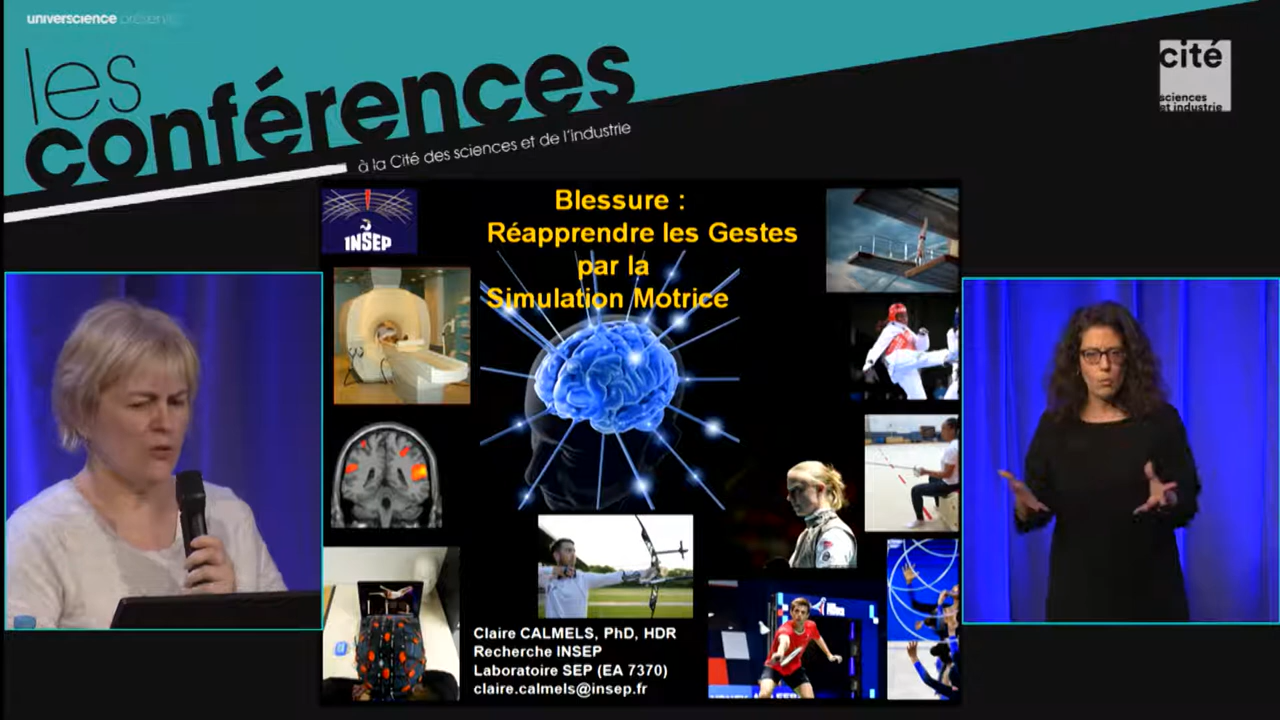 universcience présente
les
conférences
à la Cité des sciences et de l'industrie
cité
sciences
et industrie
INSEP
Blessure :
Réapprendre les Gestes
par la
Simulation Motrice
Claire CALMELS, PhD, HDR
Recherche INSEP
Laboratoire SEP (EA 7370)
claire.calmels@insep.fr